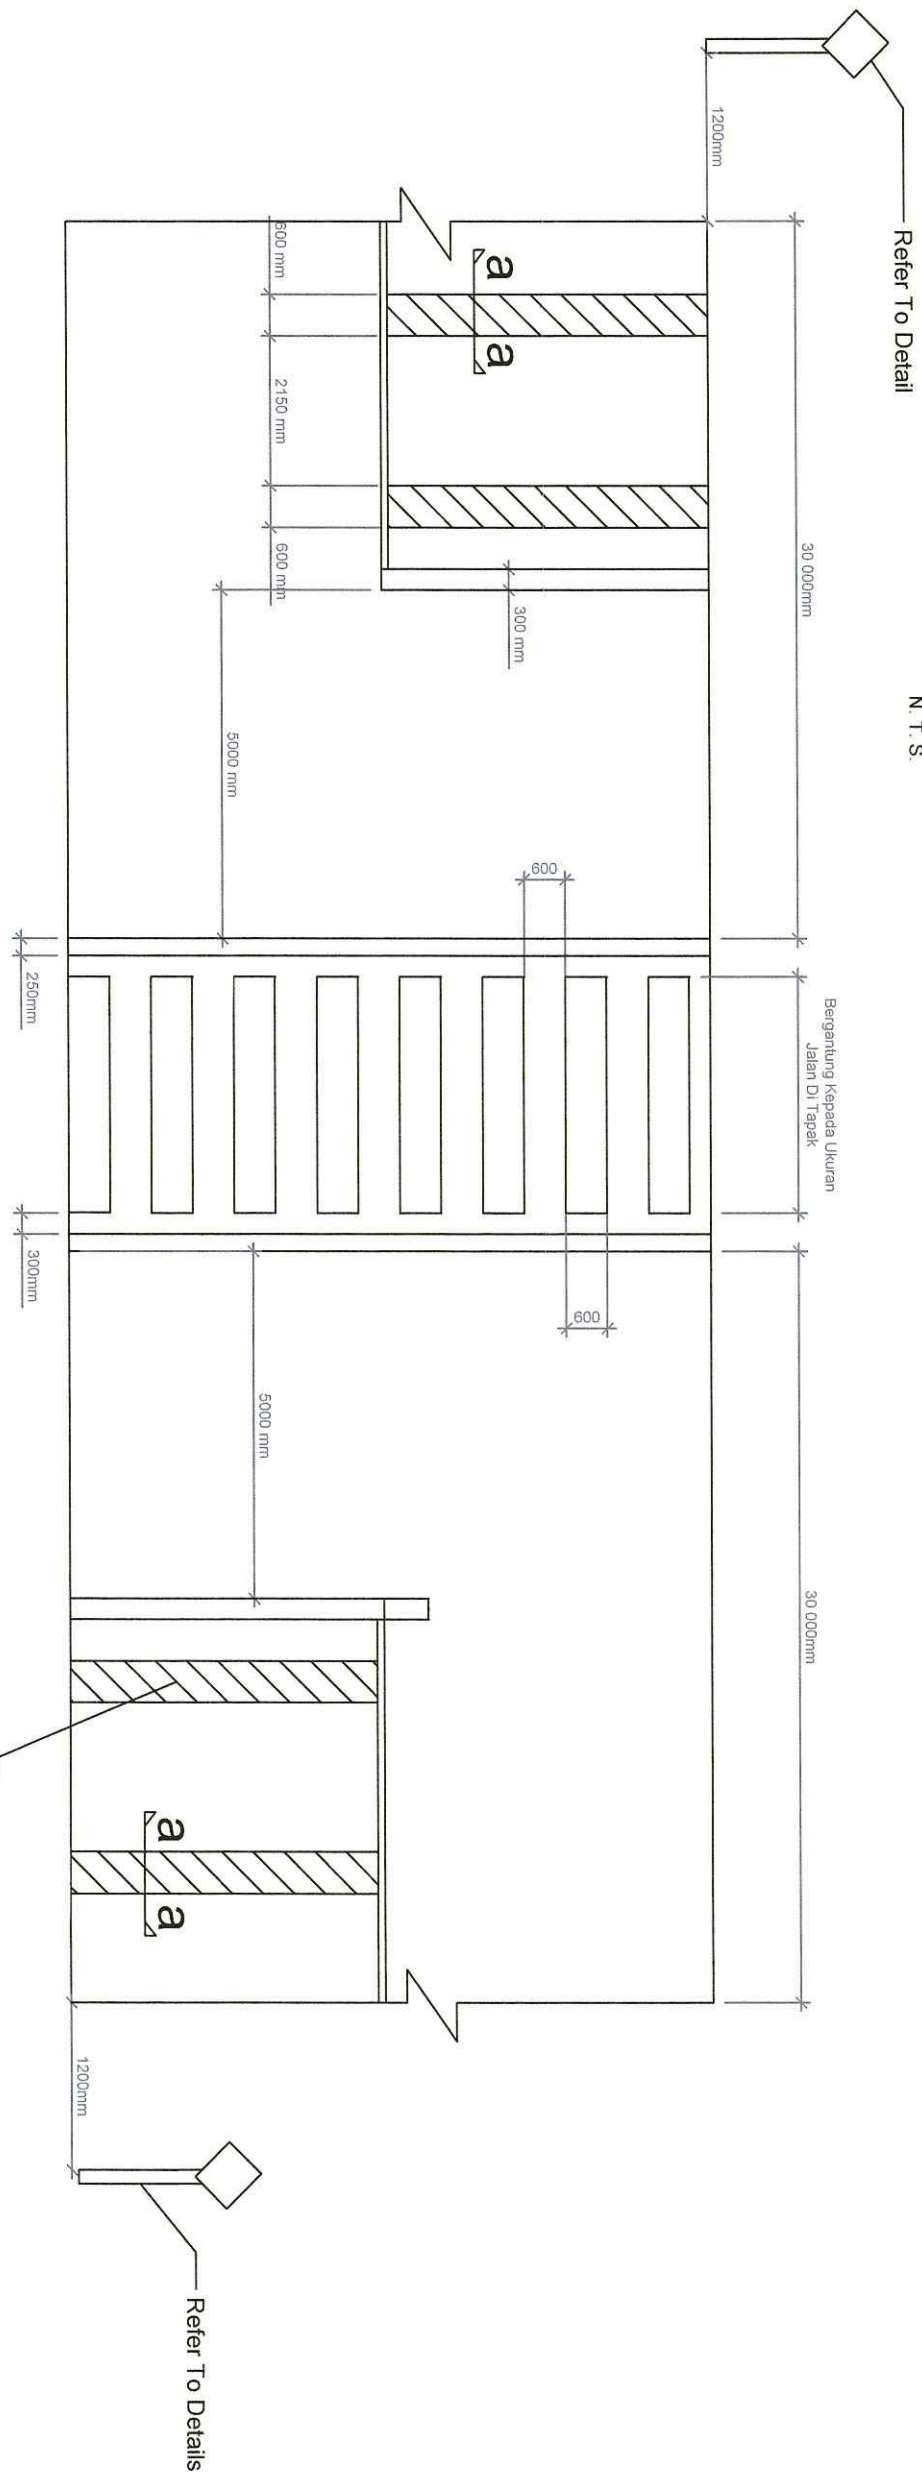 Refer To Detail
N. T. S.
1200mm
30 000mm
30 000mm
Bergantung Kepada Ukuran
Jalan Di Tapak
a
a
600
600
300 mm
600 mm
2150 mm
600 mm
5000 mm
5000 mm
250mm
300mm
a
a
1200mm
Refer To Details